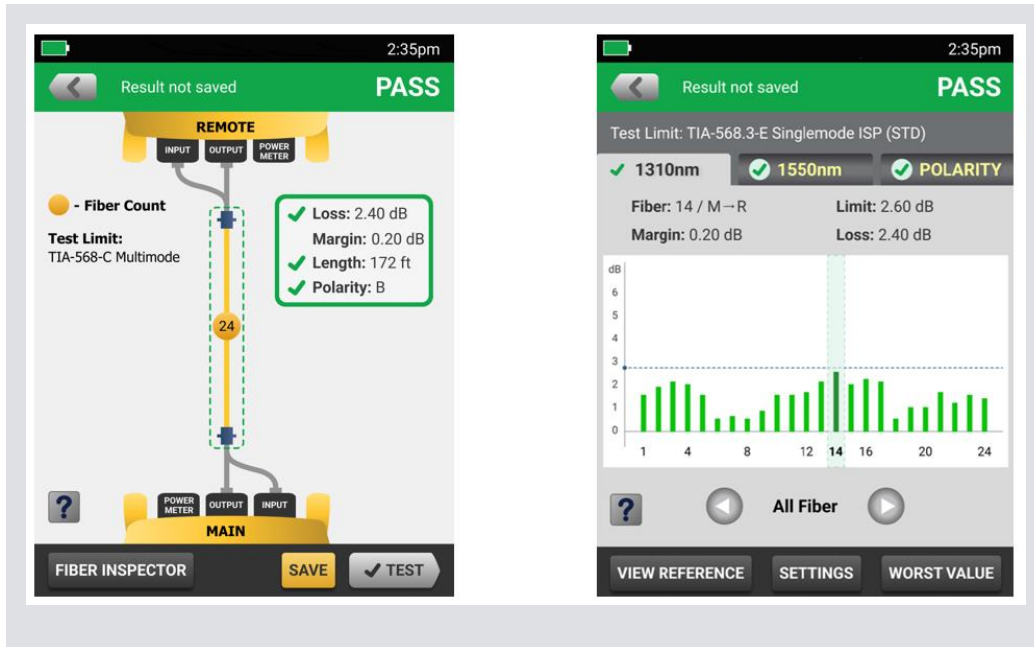 2:35pm
Result not saved PASS
REMOTE
INPUT OUTPUT POWER METER
- Fiber Count
Test Limit:
TIA-568-C Multimode
Loss: 2.40 dB
Margin: 0.20 dB
Length: 172 ft
Polarity: B
24
?
POWER METER OUTPUT INPUT
MAIN
FIBER INSPECTOR SAVE TEST
2:35pm
Result not saved PASS
Test Limit: TIA-568.3-E Singlemode ISP (STD)
1310nm 1550nm POLARITY
Fiber: 14 / M→R Limit: 2.60 dB
Margin: 0.20 dB Loss: 2.40 dB
dB
6
5
4
3
2
1
0
1 4 8 12 14 16 20 24
? All Fiber
VIEW REFERENCE SETTINGS WORST VALUE